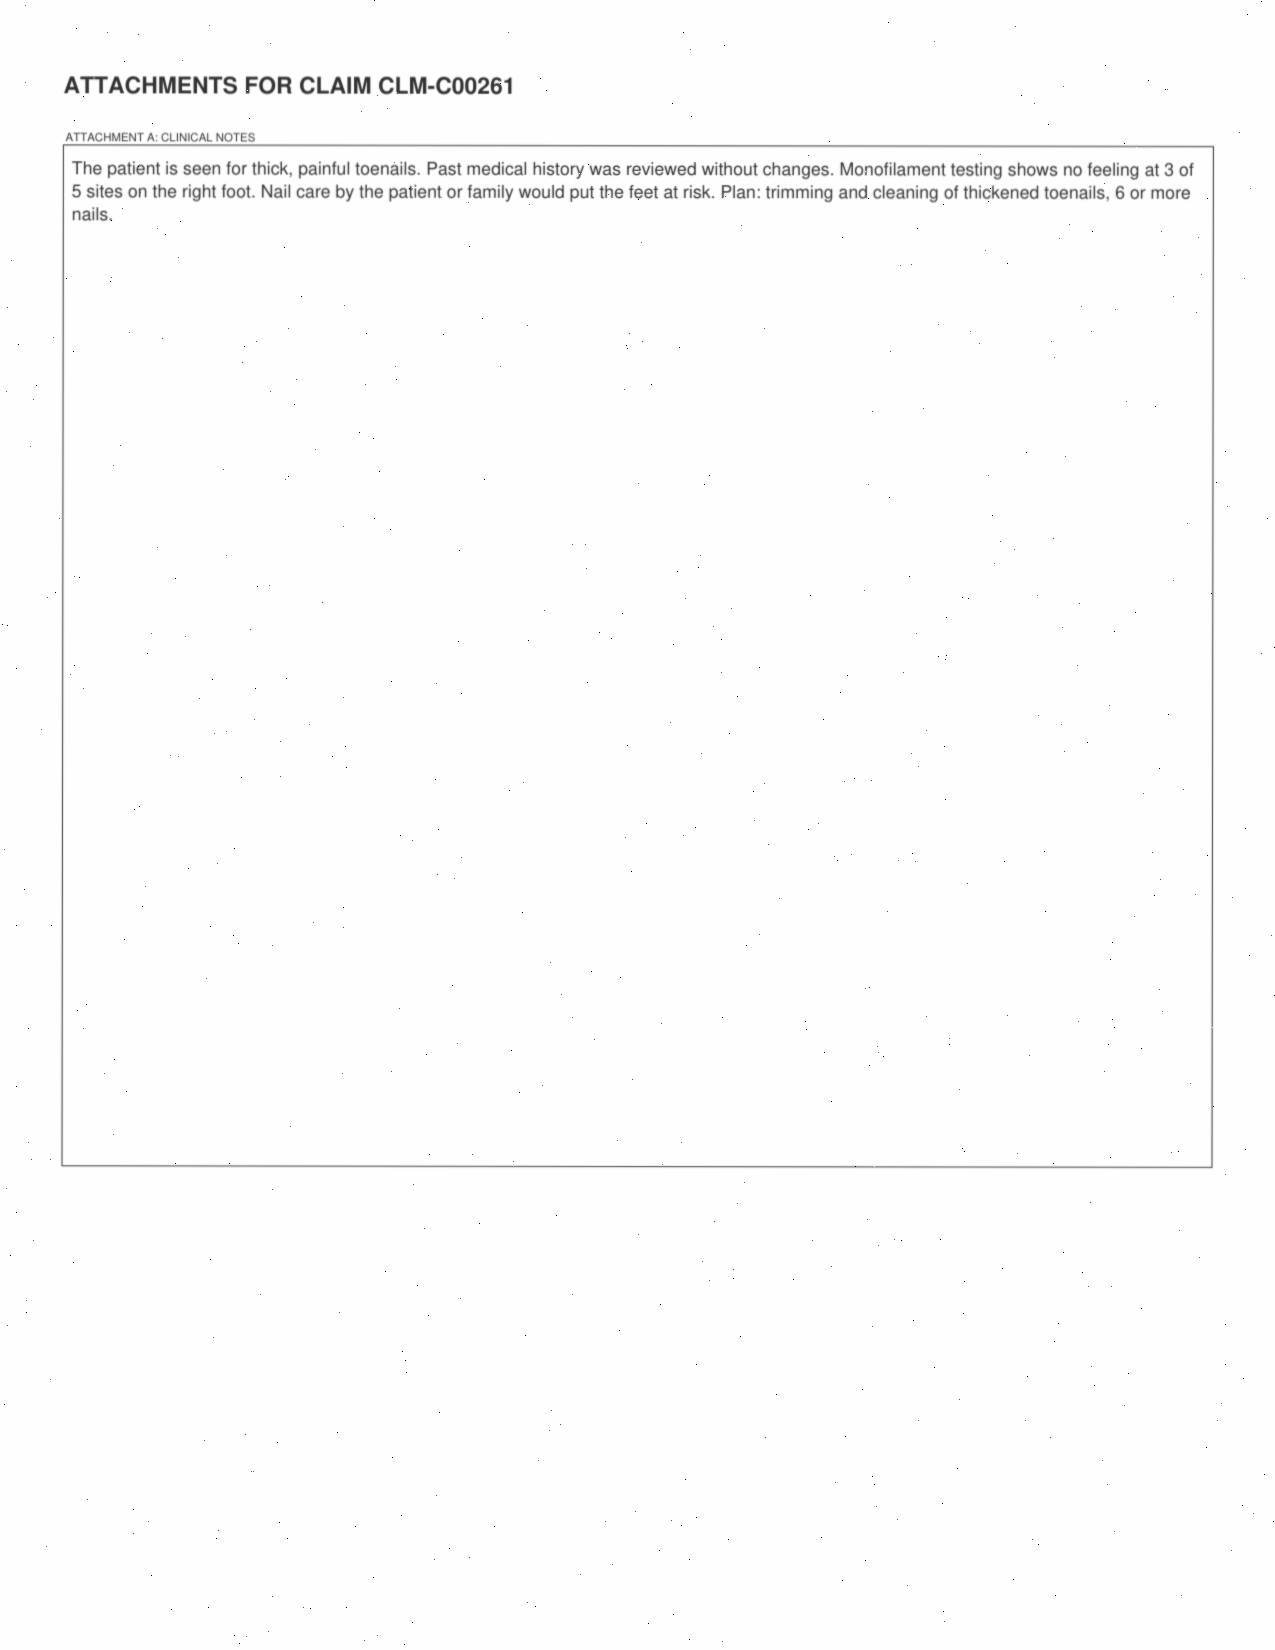 ATTACHMENTS FOR CLAIM CLM-C00261
ATTACHMENT A: CLINICAL NOTES
The patient is seen for thick, painful toenails. Past medical history was reviewed without changes. Monofilament testing shows no feeling at 3 of
5 sites on the right foot. Nail care by the patient or family would put the feet at risk. Plan: trimming and cleaning of thickened toenails, 6 or more
nails.